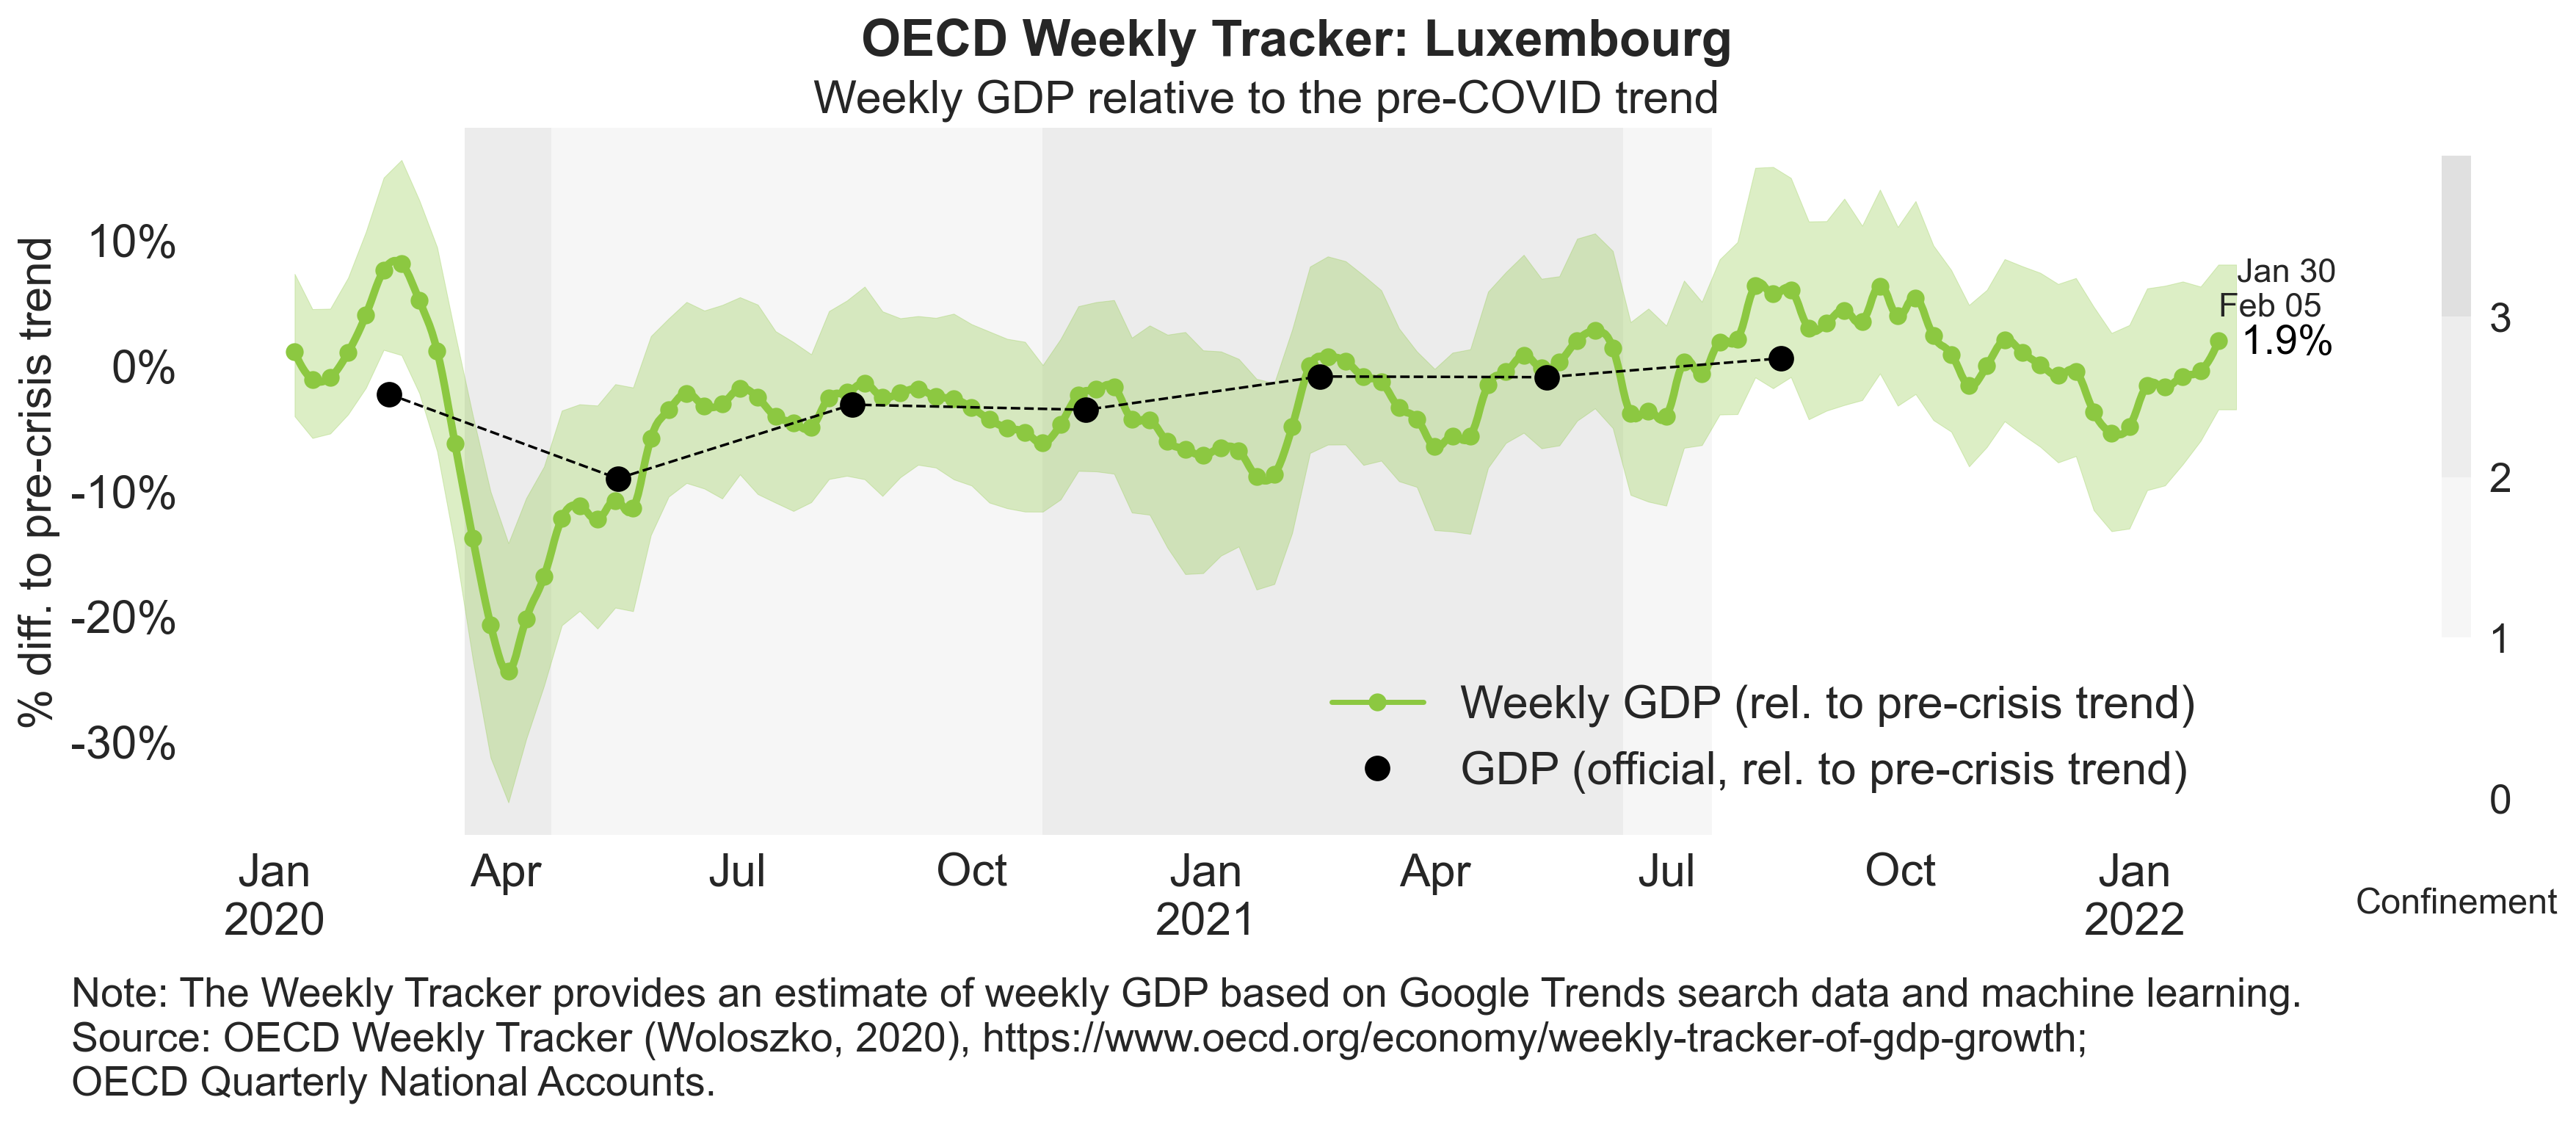 OECD Weekly Tracker: Luxembourg
Weekly GDP relative to the pre-COVID trend
% diff. to pre-crisis trend
10%
0%
-10%
-20%
-30%
Jan 30
Feb 05
1.9%
3
2
1
0
Confinement
Weekly GDP (rel. to pre-crisis trend)
GDP (official, rel. to pre-crisis trend)
Jan Apr Jul Oct Jan Apr Jul Oct Jan
2020 2021 2022
Note: The Weekly Tracker provides an estimate of weekly GDP based on Google Trends search data and machine learning.
Source: OECD Weekly Tracker (Woloszko, 2020), https://www.oecd.org/economy/weekly-tracker-of-gdp-growth;
OECD Quarterly National Accounts.